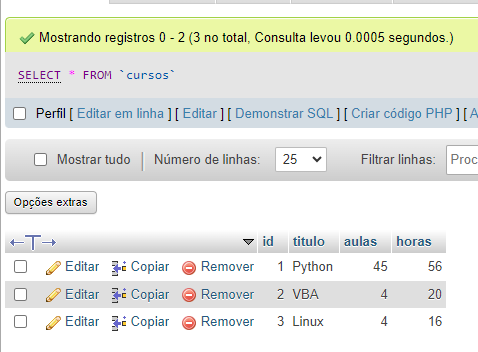 Mostrando registros 0 - 2 (3 no total, Consulta levou 0.0005 segundos.)
SELECT * FROM `cursos`
Perfil [ Editar em linha ] [ Editar ] [ Demonstrar SQL ] [ Criar código PHP ] [ A
Mostrar tudo Número de linhas: 25 Filtrar linhas: Proc
Opções extras
←T→ id titulo aulas horas
Editar Copiar Remover 1 Python 45 56
Editar Copiar Remover 2 VBA 4 20
Editar Copiar Remover 3 Linux 4 16